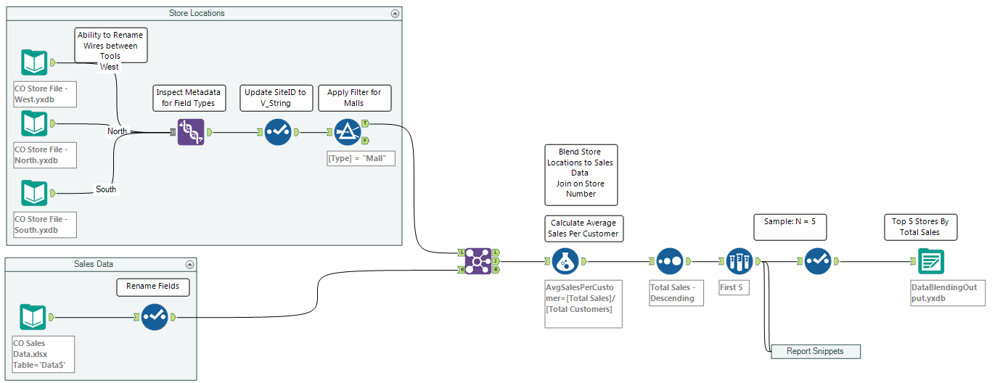 Store Locations
Ability to Rename
Wires between
Tools
West
CO Store File -
West.yxdb
North
CO Store File -
North.yxdb
South
CO Store File -
South.yxdb
Inspect Metadata
for Field Types
Update SiteID to
V_String
Apply Filter for
Malls
T
F
[Type] = "Mall"
Sales Data
Rename Fields
CO Sales
Data.xlsx
Table=`Data$`
L
R
L
J
R
Blend Store
Locations to Sales
Data
Join on Store
Number
Calculate Average
Sales Per Customer
AvgSalesPerCusto
mer=[Total Sales]/
[Total Customers]
Total Sales -
Descending
First 5
Sample: N = 5
Top 5 Stores By
Total Sales
DataBlendingOut
put.yxdb
Report Snippets